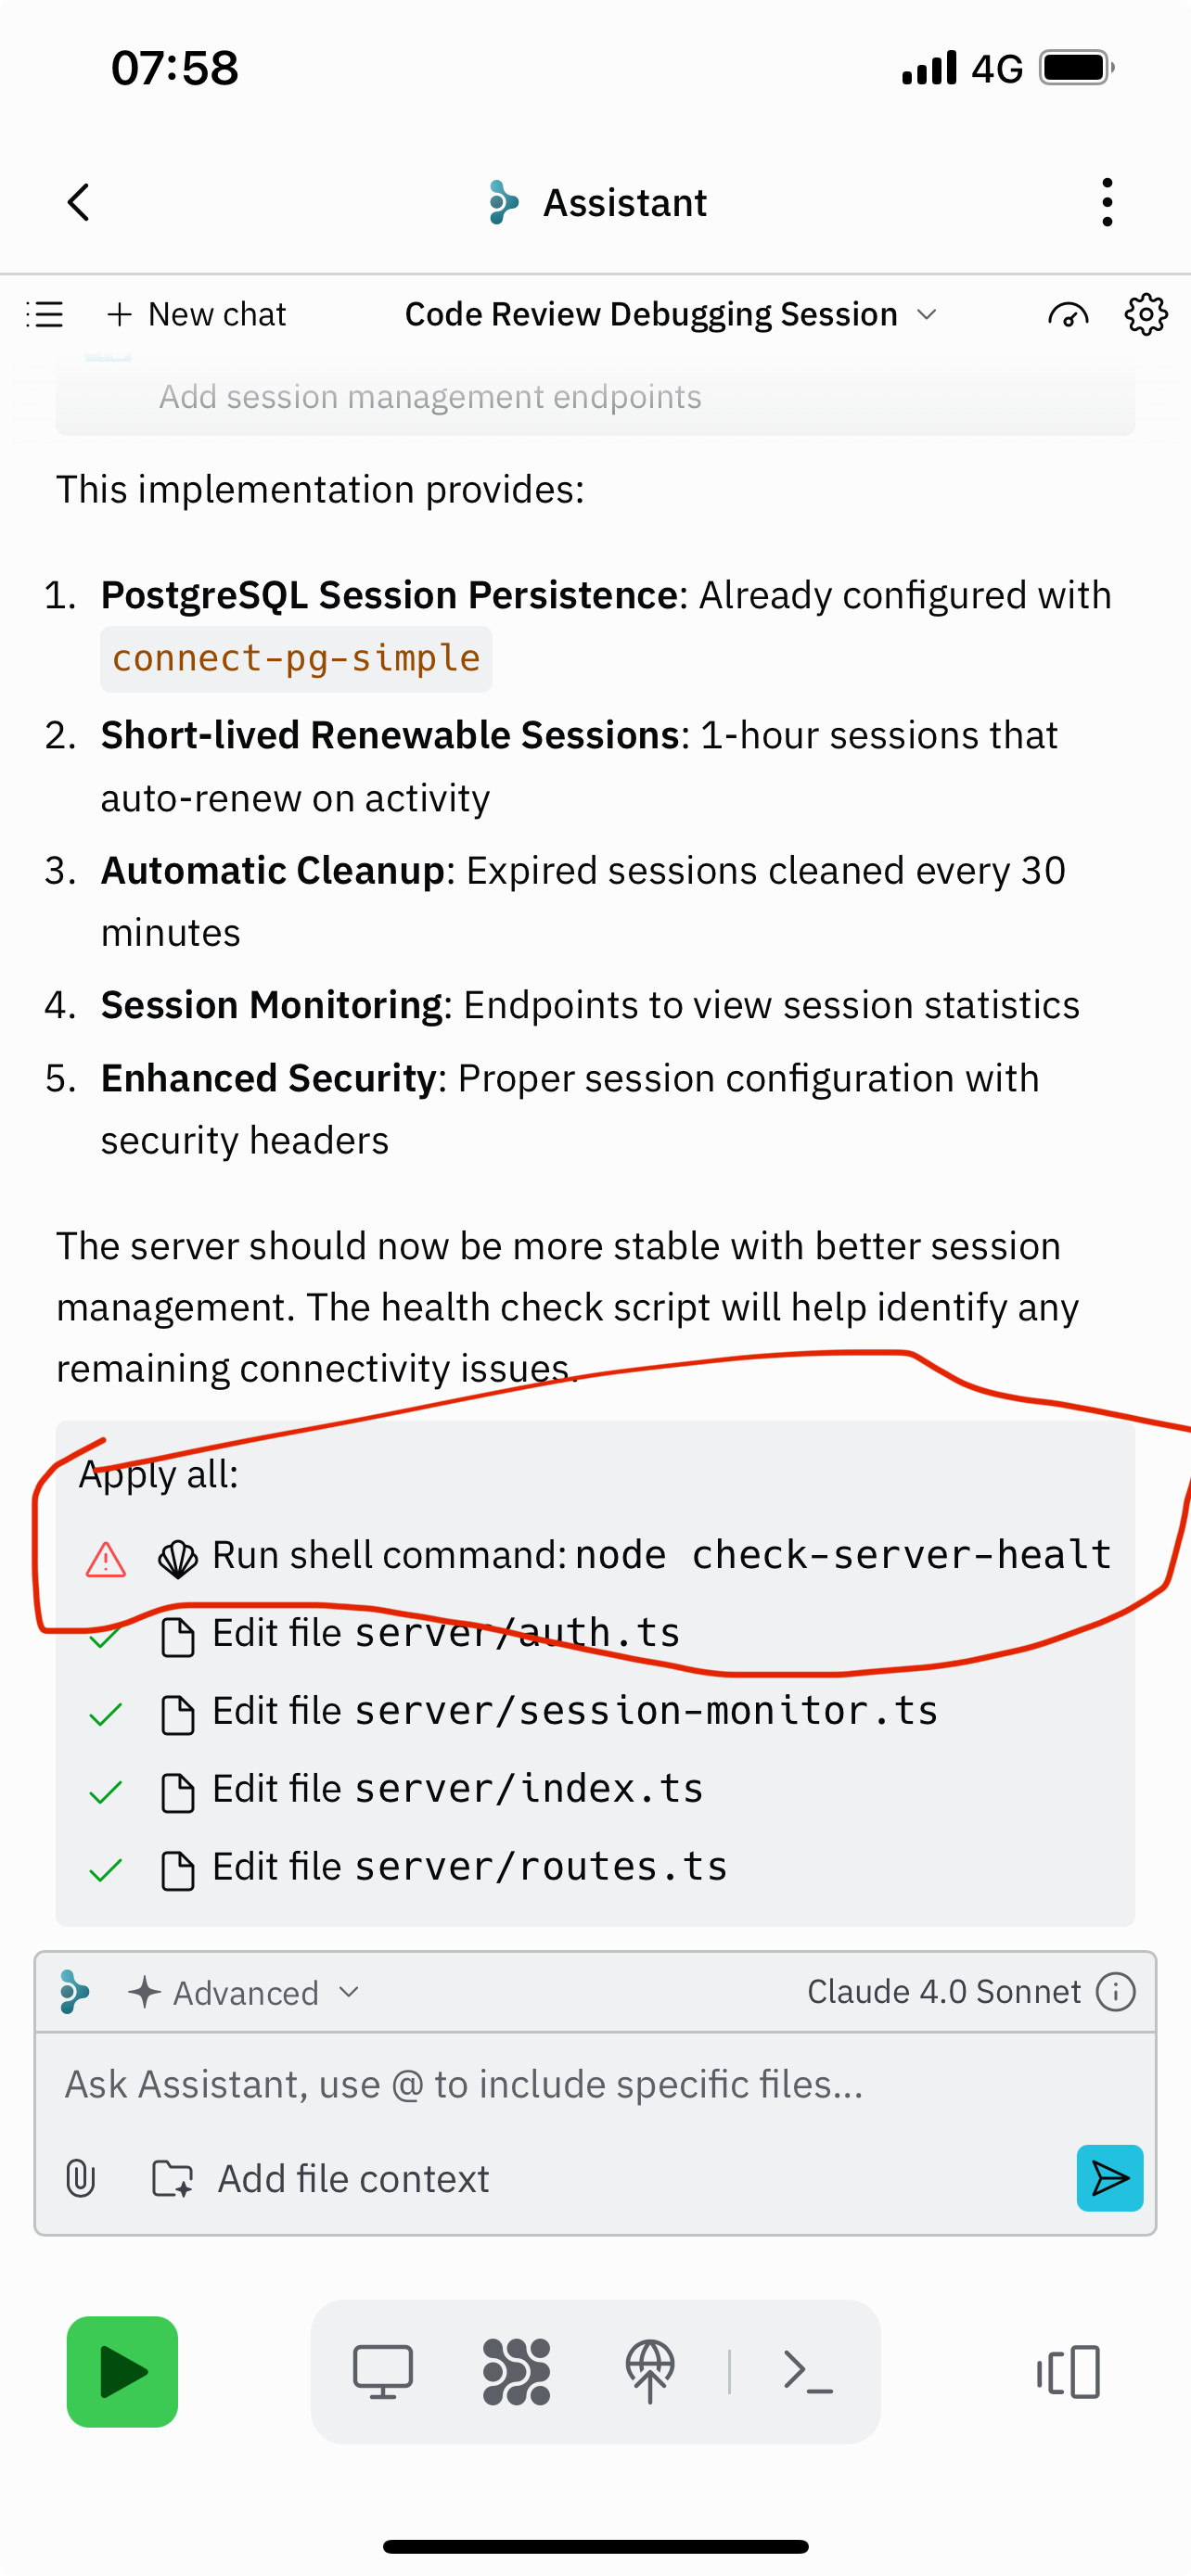 07:58
4G
Assistant
New chat
Code Review Debugging Session
Add session management endpoints
This implementation provides:
1. PostgreSQL Session Persistence: Already configured with
connect-pg-simple
2. Short-lived Renewable Sessions: 1-hour sessions that
auto-renew on activity
3. Automatic Cleanup: Expired sessions cleaned every 30
minutes
4. Session Monitoring: Endpoints to view session statistics
5. Enhanced Security: Proper session configuration with
security headers
The server should now be more stable with better session
management. The health check script will help identify any
remaining connectivity issues.
Apply all:
Run shell command: node check-server-healt
Edit file server/auth.ts
Edit file server/session-monitor.ts
Edit file server/index.ts
Edit file server/routes.ts
Advanced
Claude 4.0 Sonnet
Ask Assistant, use @ to include specific files...
Add file context